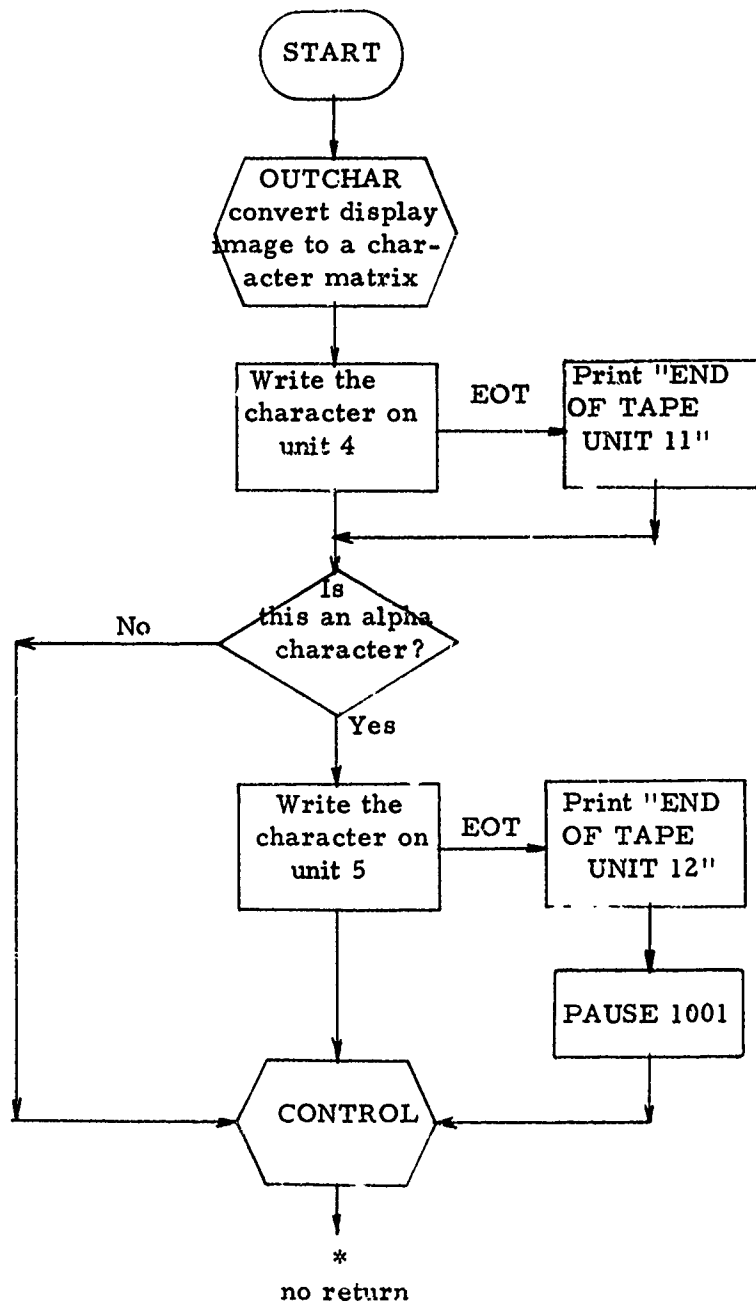 START
OUTCHAR
convert display
image to a char-
acter matrix
Write the
character on
unit 4
EOT
Print "END
OF TAPE
UNIT 11"
Is
this an alpha
character?
No
Yes
Write the
character on
unit 5
EOT
Print "END
OF TAPE
UNIT 12"
PAUSE 1001
CONTROL
*
no return